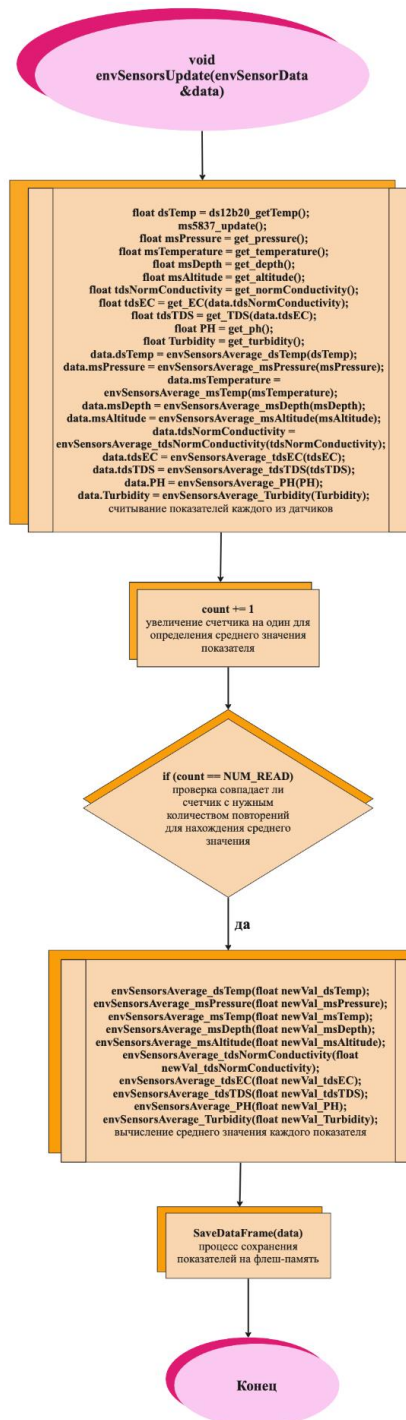 void
envSensorsUpdate(envSensorData
&data)
float dsTemp = ds12b20_getTemp();
ms5837_update();
float msPressure = get_pressure();
float msTemperature = get_temperature();
float msDepth = get_depth();
float msAltitude = get_altitude();
float tdsNormConductivity = get_normConductivity();
float tdsEC = get_EC(data.tdsNormConductivity);
float tdsTDS = get_TDS(data.tdsEC);
float PH = get_ph();
float Turbidity = get_turbidity();
data.dsTemp = envSensorsAverage_dsTemp(dsTemp);
data.msPressure = envSensorsAverage_msPressure(msPressure);
data.msTemperature =
envSensorsAverage_msTemp(msTemperature);
data.msDepth = envSensorsAverage_msDepth(msDepth);
data.msAltitude = envSensorsAverage_msAltitude(msAltitude);
data.tdsNormConductivity =
envSensorsAverage_tdsNormConductivity(tdsNormConductivity);
data.tdsEC = envSensorsAverage_tdsEC(tdsEC);
data.tdsTDS = envSensorsAverage_tdsTDS(tdsTDS);
data.PH = envSensorsAverage_PH(PH);
data.Turbidity = envSensorsAverage_Turbidity(Turbidity);
считывание показателей каждого из датчиков
count += 1
увеличение счетчика на один для
определения среднего значения
показателя
if (count == NUM_READ)
проверка совпадает ли
счетчик с нужным
количеством повторений
для нахождения среднего
значения
да
envSensorsAverage_dsTemp(float newVal_dsTemp);
envSensorsAverage_msPressure(float newVal_msPressure);
envSensorsAverage_msTemp(float newVal_msTemp);
envSensorsAverage_msDepth(float newVal_msDepth);
envSensorsAverage_msAltitude(float newVal_msAltitude);
envSensorsAverage_tdsNormConductivity(float
newVal_tdsNormConductivity);
envSensorsAverage_tdsEC(float newVal_tdsEC);
envSensorsAverage_tdsTDS(float newVal_tdsTDS);
envSensorsAverage_PH(float newVal_PH);
envSensorsAverage_Turbidity(float newVal_Turbidity);
вычисление среднего значения каждого показателя
SaveDataFrame(data)
процесс сохранения
показателей на флеш-память
Конец